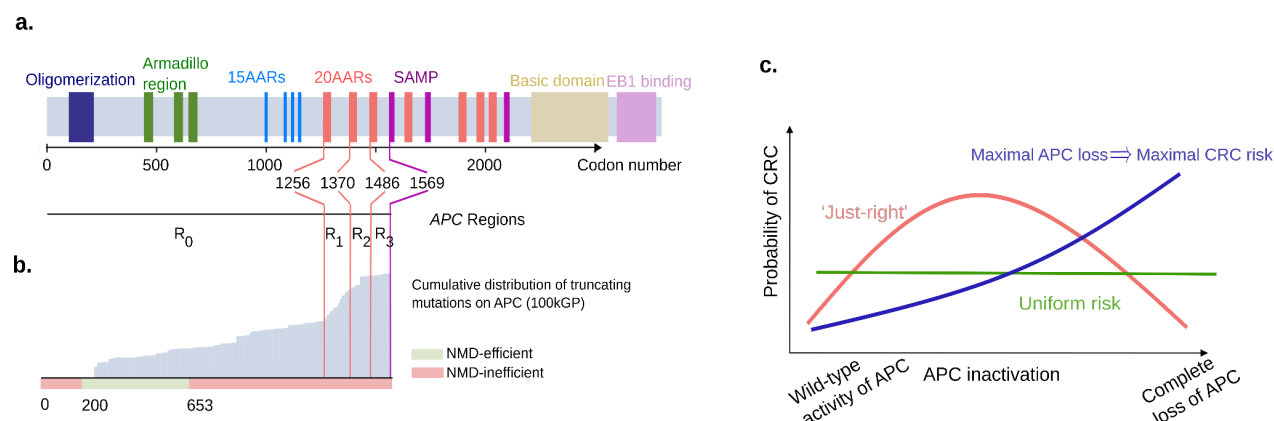 a.
Oligomerization
Armadillo
region
15AARs
20AARs
SAMP
Basic domain
EB1 binding
0
500
1000
2000
Codon number
1256
1370
1486
1569
APC Regions
R0
R1
R2
R3
b.
Cumulative distribution of truncating
mutations on APC (100kGP)
NMD-efficient
NMD-inefficient
0
200
653
c.
Probability of CRC
Maximal APC loss ⇒ Maximal CRC risk
'Just-right'
Uniform risk
Wild-type
activity of APC
APC inactivation
Complete
loss of APC